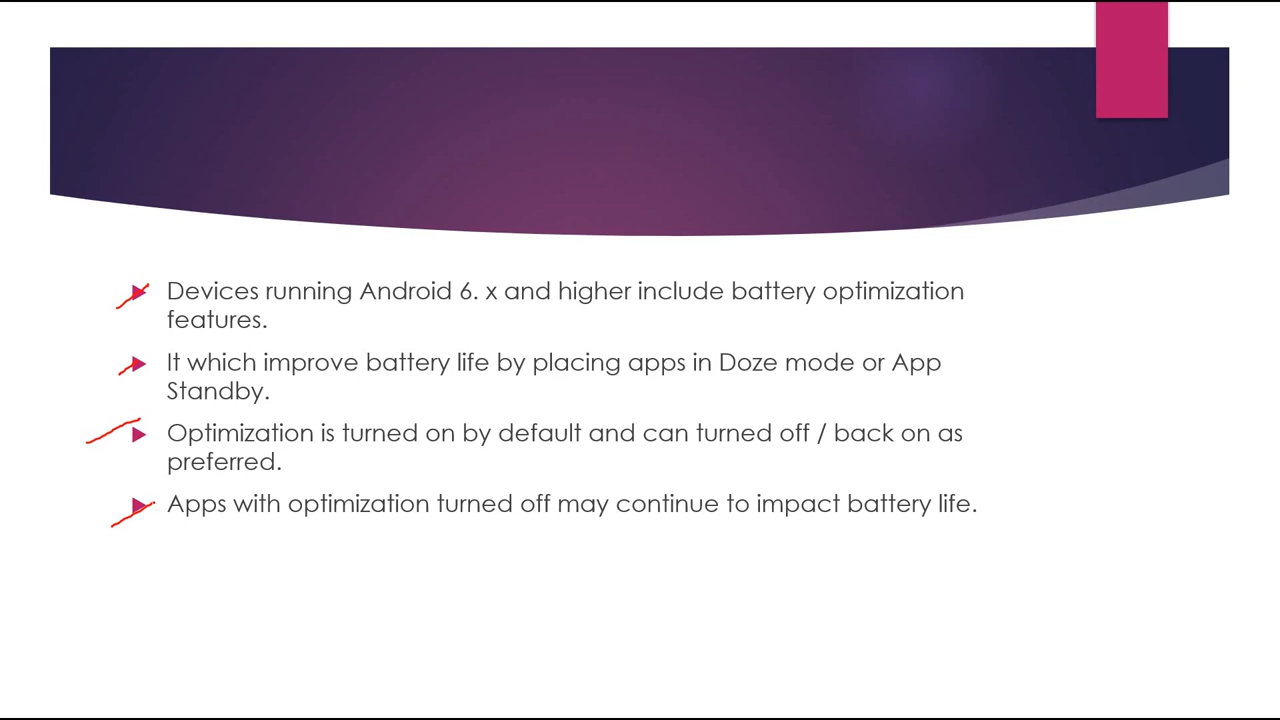 Devices running Android 6. x and higher include battery optimization
features.
It which improve battery life by placing apps in Doze mode or App
Standby.
Optimization is turned on by default and can turned off / back on as
preferred.
Apps with optimization turned off may continue to impact battery life.